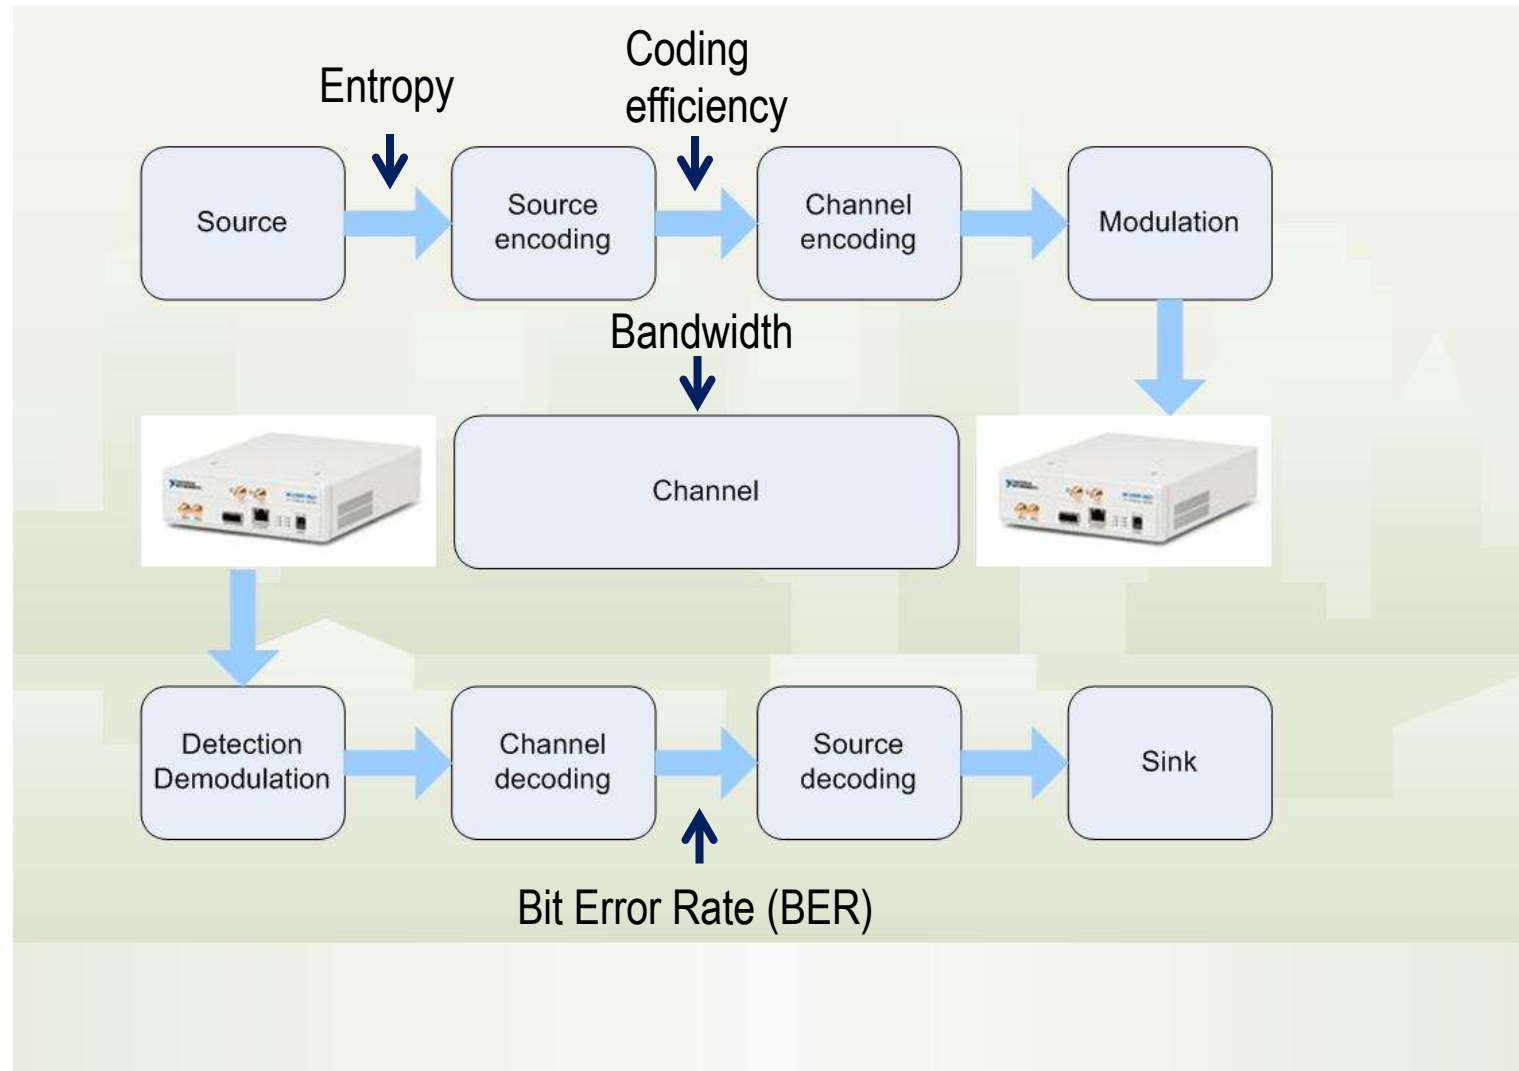 Entropy
Coding
efficiency
Source
Source
encoding
Channel
encoding
Modulation
Bandwidth
Channel
Detection
Demodulation
Channel
decoding
Source
decoding
Sink
Bit Error Rate (BER)